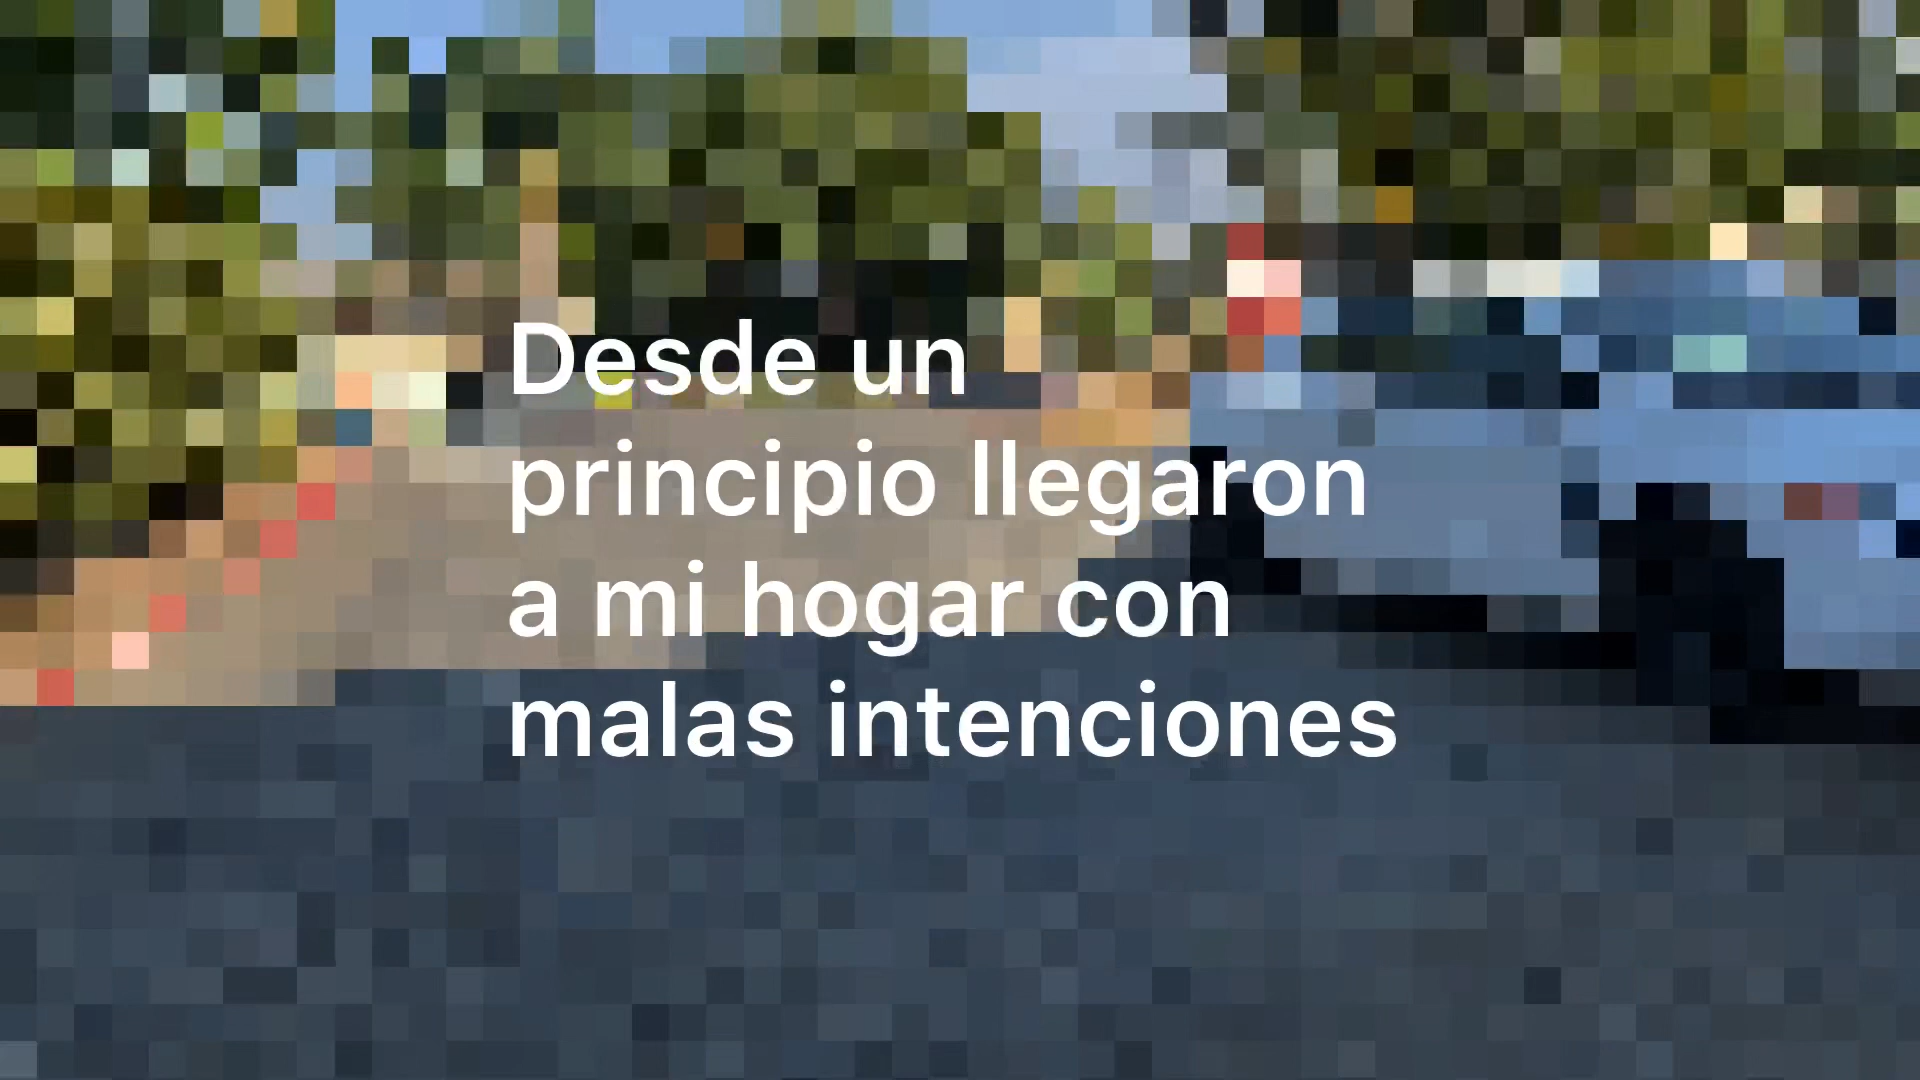 Desde un
principio llegaron
a mi hogar con
malas intenciones